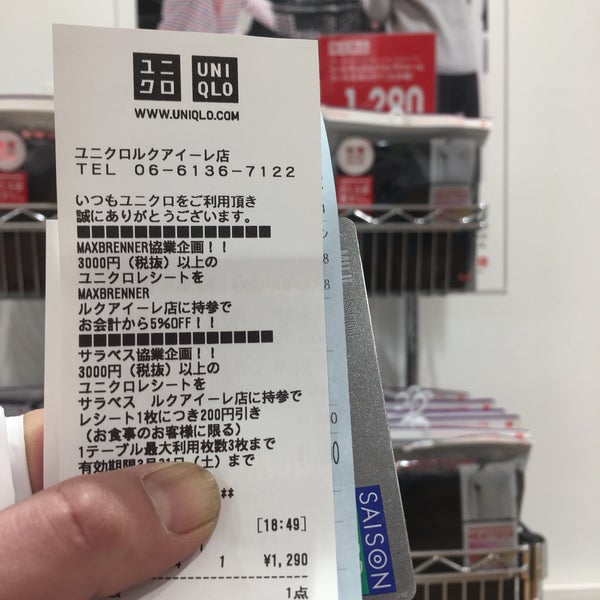 ユニ
クロ
UNI
QLO
WWW.UNIQLO.COM
ユニクロルクアイーレ店
TEL 06-6136-7122
いつもユニクロをご利用頂き
誠にありがとうございます。
■■■■■■■■■■■■■■■
MAXBRENNER協業企画！！
3000円（税抜）以上の
ユニクロレシートを
MAXBRENNER
ルクアイーレ店に持参で
お会計から5%OFF！！
■■■■■■■■■■■■■■■
サラベス協業企画！！
3000円（税抜）以上の
ユニクロレシートを
サラベス ルクアイーレ店に持参で
レシート1枚につき200円引き
（お食事のお客様に限る）
1テーブル最大利用枚数3枚まで
有効期限3月31日（土）まで
**
[18:49]
1 ¥1,290
1点
SAISON
1,290